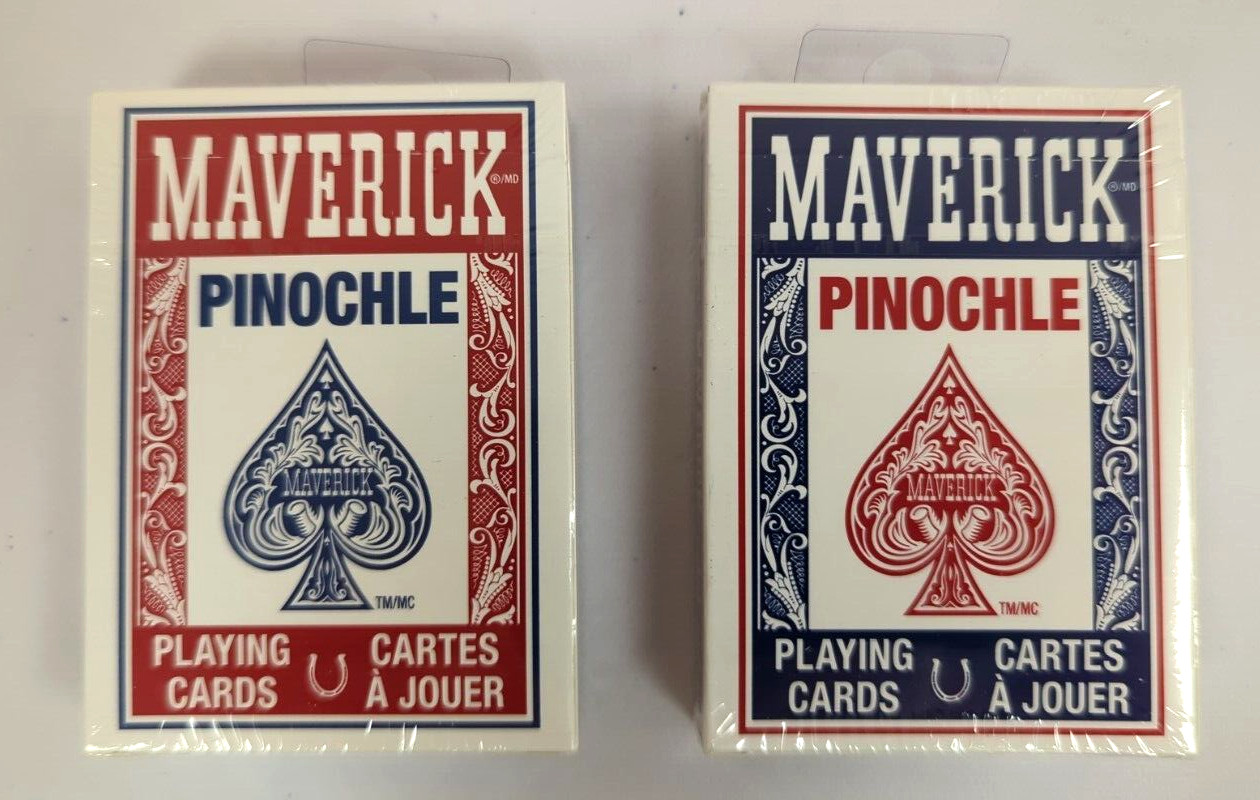 MAVERICK®/MD
PINOCHLE
MAVERICK
TM/MC
PLAYING CARDS
CARTES À JOUER
MAVERICK®/MD
PINOCHLE
MAVERICK
TM/MC
PLAYING CARDS
CARTES À JOUER